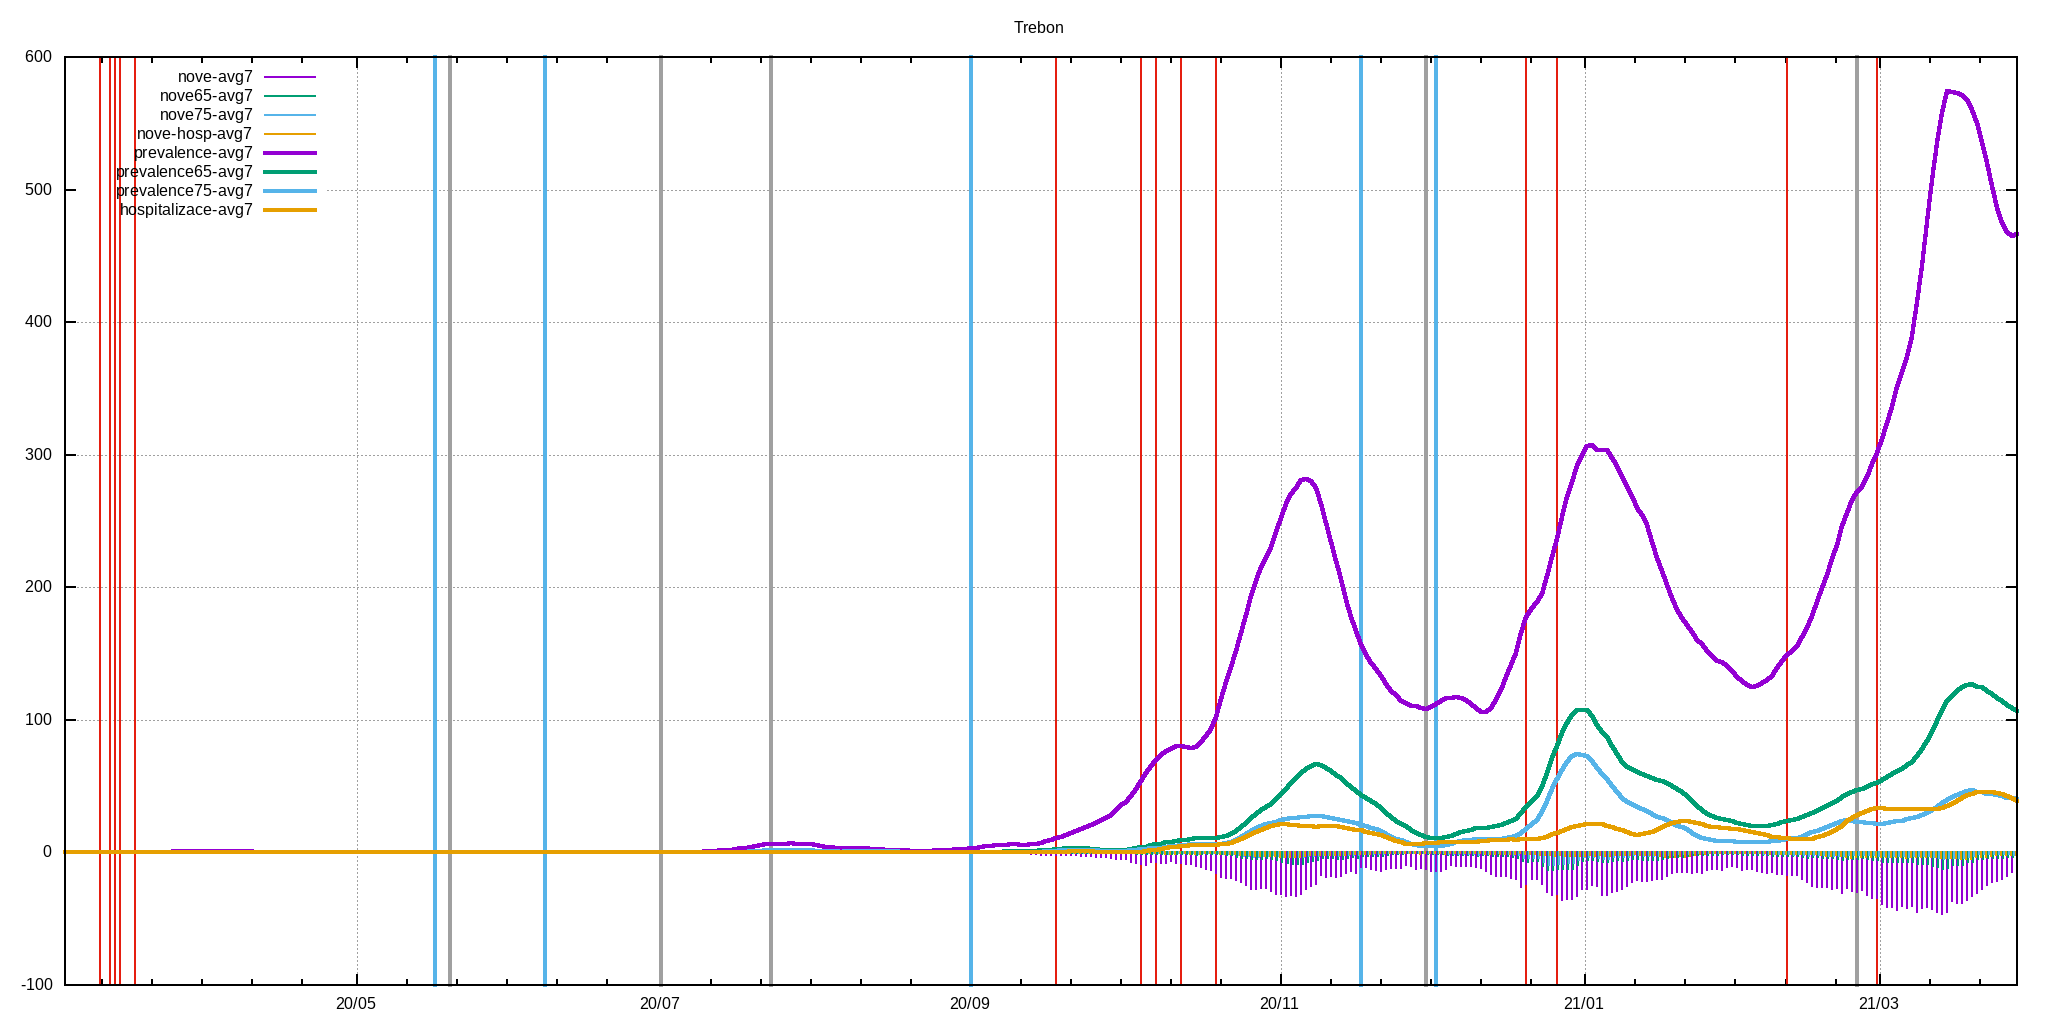 Trebon
600
500
400
300
200
100
0
-100
nove-avg7
nove65-avg7
nove75-avg7
nove-hosp-avg7
prevalence-avg7
prevalence65-avg7
prevalence75-avg7
hospitalizace-avg7
20/05 20/07 20/09 20/11 21/01 21/03